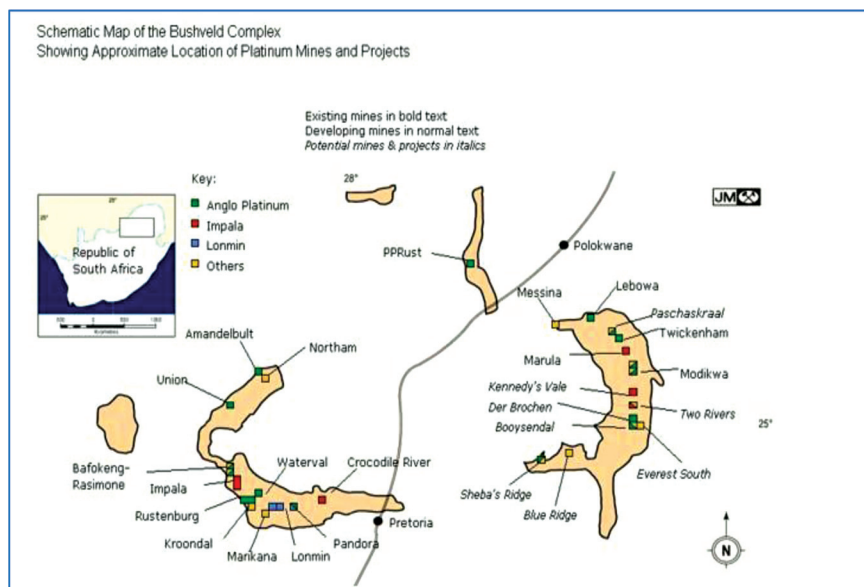 Schematic Map of the Bushveld Complex
Showing Approximate Location of Platinum Mines and Projects
Existing mines in bold text
Developing mines in normal text
Potential mines & projects in italics
Key:
Anglo Platinum
Impala
Lonmin
Others
28°
JM
25°
25°
Republic of
South Africa
PPRust
Polokwane
Messina
Lebowa
Paschaskraal
Twickenham
Amandelbult
Northam
Marula
Modikwa
Union
Kennedy's Vale
Der Brochen
Two Rivers
Booysendal
25°
Bafokeng-
Rasimone
Waterval
Crocodile River
Everest South
Impala
Sheba's Ridge
Rustenburg
Blue Ridge
Kroondal
Pretoria
Marikana
Lonmin
Pandora
N